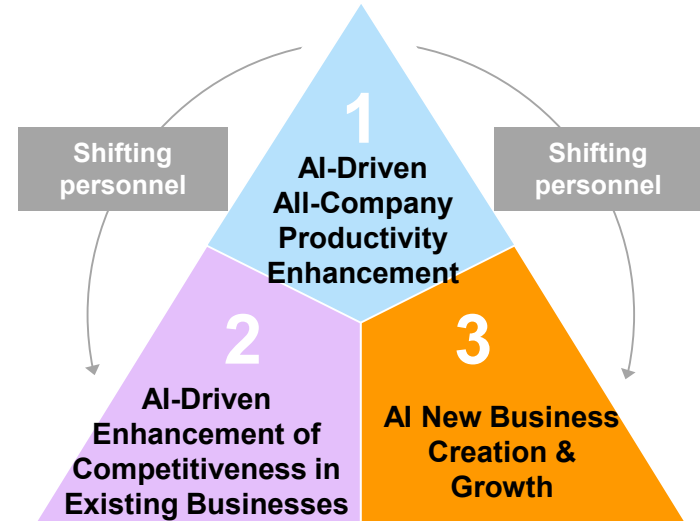 1
AI-Driven
All-Company
Productivity
Enhancement
Shifting
personnel
Shifting
personnel
2
AI-Driven
Enhancement of
Competitiveness in
Existing Businesses
3
AI New Business
Creation &
Growth